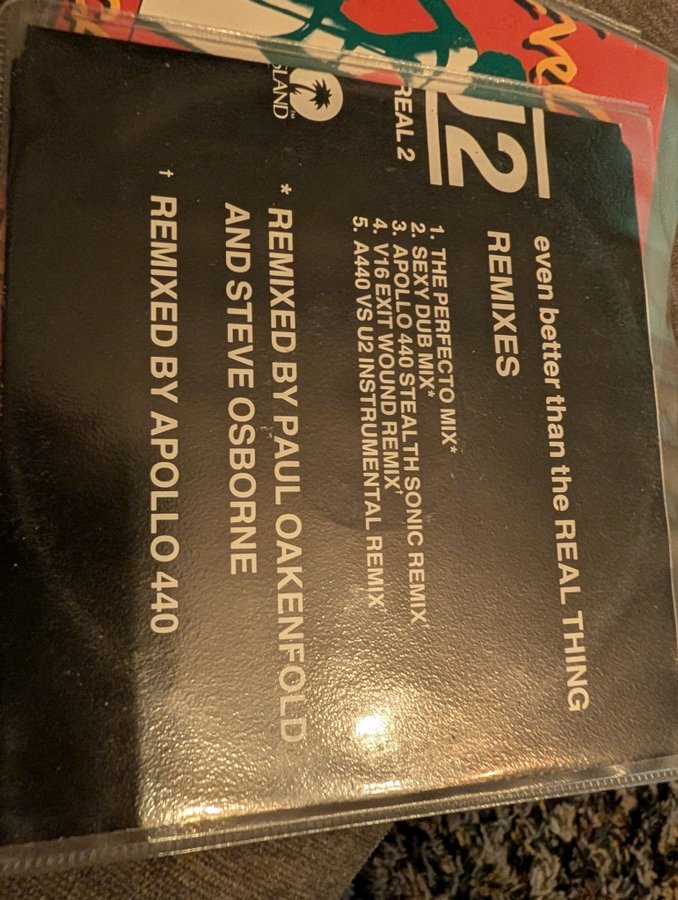 U2
even better than the REAL THING
REMIXES
REAL 2
1. THE PERFECTO MIX*
2. SEXY DUB MIX*
3. APOLLO 440 STEALTH SONIC REMIX
4. V16 EXIT WOUND REMIX†
5. A440 VS U2 INSTRUMENTAL REMIX
ISLAND
* REMIXED BY PAUL OAKENFOLD
AND STEVE OSBORNE
† REMIXED BY APOLLO 440